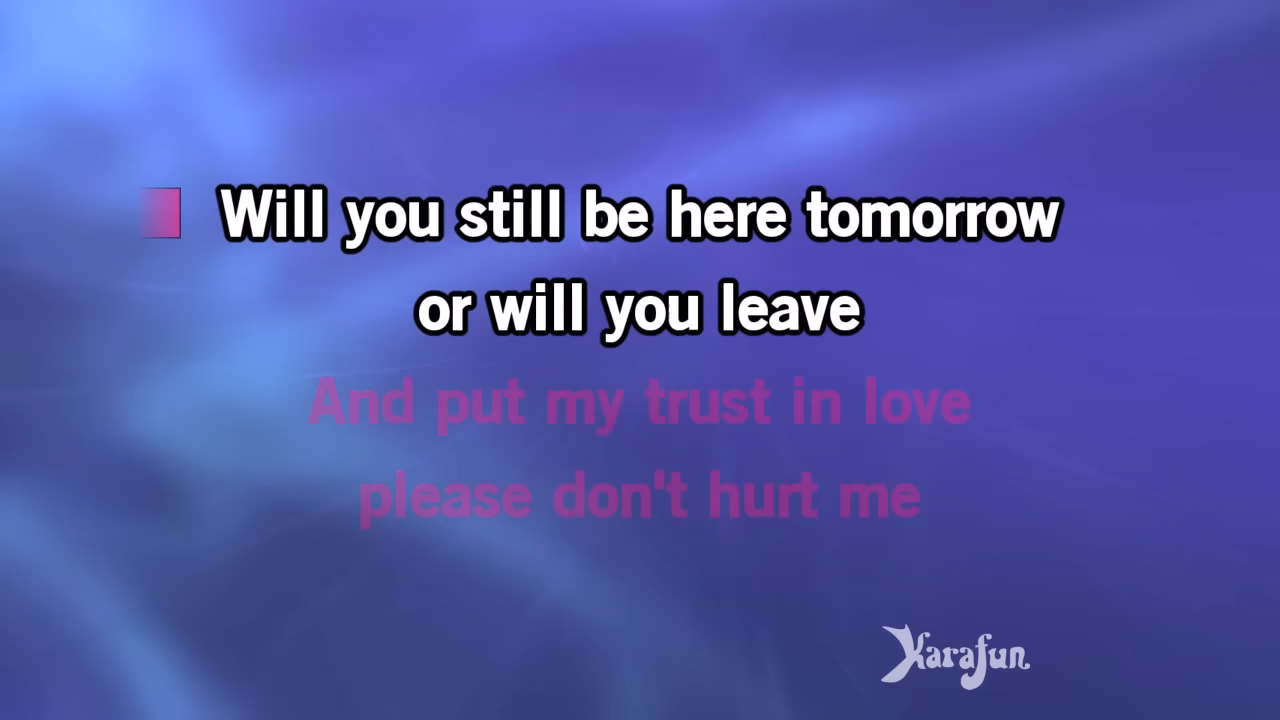 Will you still be here tomorrow
or will you leave
And put my trust in love
please don't hurt me
Karafun